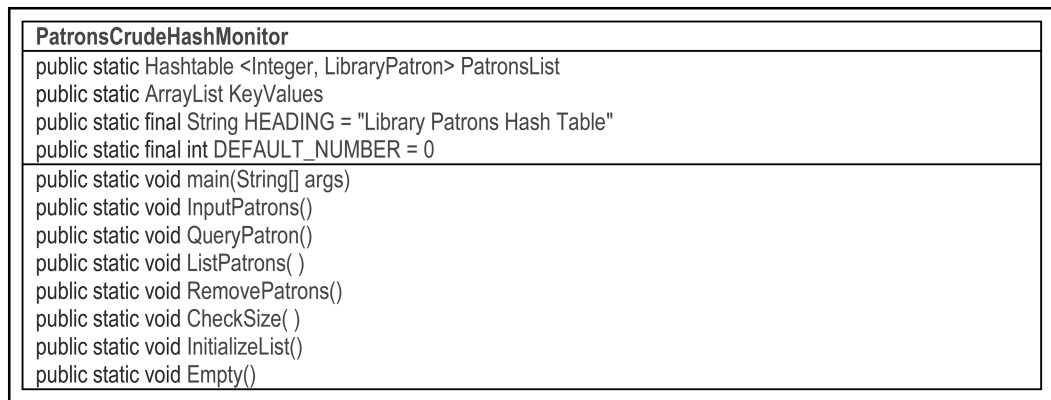 PatronsCrudeHashMonitor
public static Hashtable <Integer, LibraryPatron> PatronsList
public static ArrayList KeyValues
public static final String HEADING = "Library Patrons Hash Table"
public static final int DEFAULT_NUMBER = 0
public static void main(String[] args)
public static void InputPatrons()
public static void QueryPatron()
public static void ListPatrons( )
public static void RemovePatrons()
public static void CheckSize( )
public static void InitializeList()
public static void Empty()